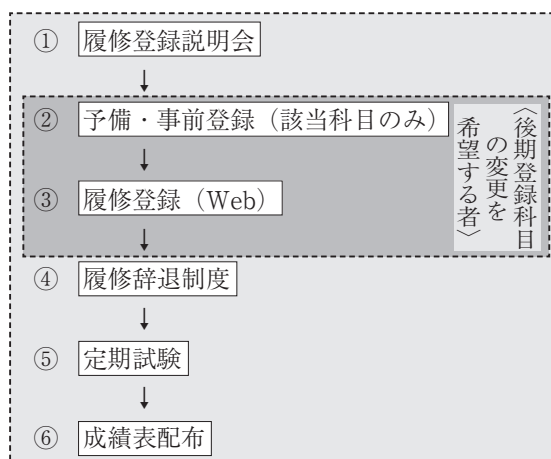 ① 履修登録説明会
② 予備・事前登録（該当科目のみ）
〈後期登録科目
の変更を
希望する者〉
③ 履修登録（Web）
④ 履修辞退制度
⑤ 定期試験
⑥ 成績表配布